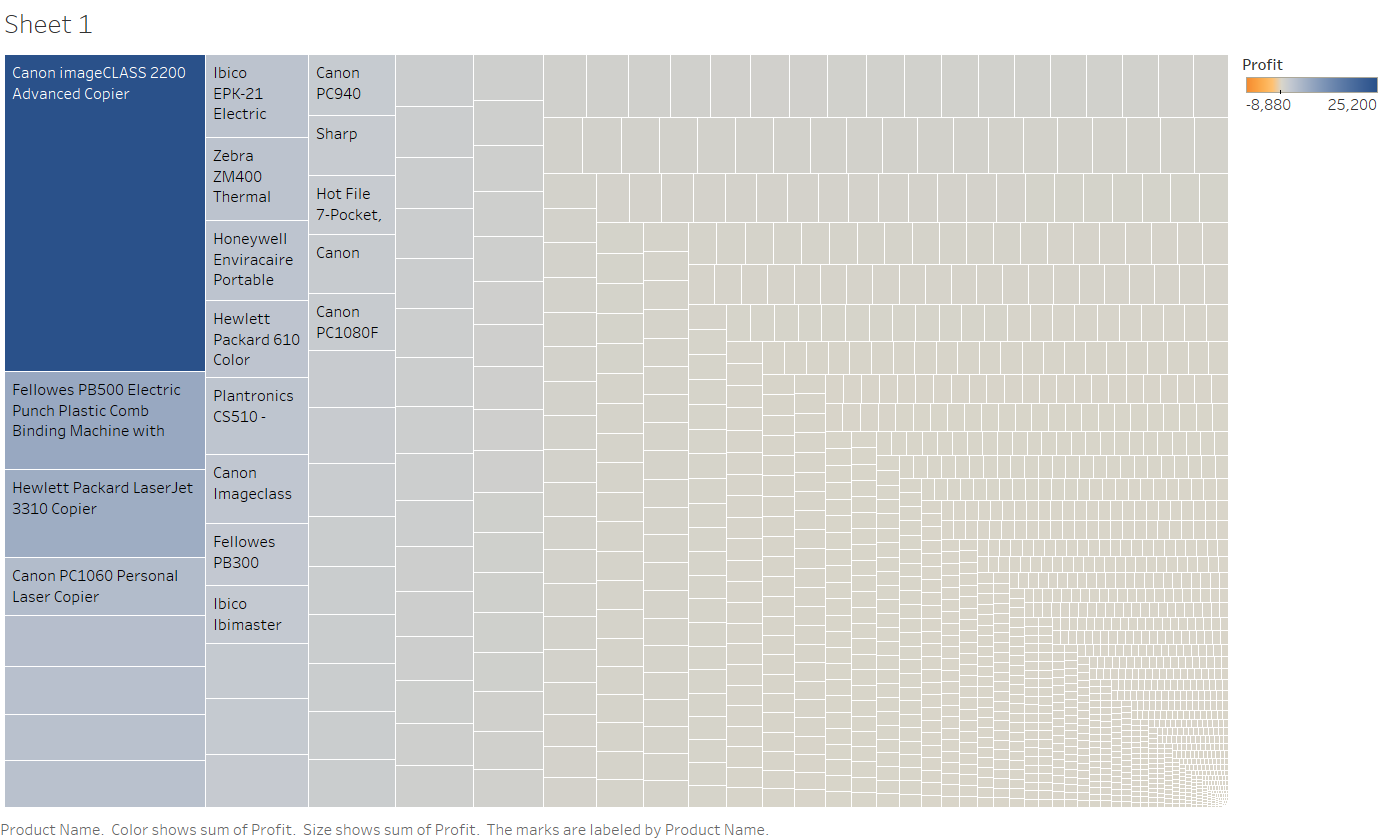 Sheet 1
Canon imageCLASS 2200
Advanced Copier
Fellowes PB500 Electric
Punch Plastic Comb
Binding Machine with
Hewlett Packard LaserJet
3310 Copier
Canon PC1060 Personal
Laser Copier
Ibico
EPK-21
Electric
Zebra
ZM400
Thermal
Honeywell
Enviracaire
Portable
Hewlett
Packard 610
Color
Plantronics
CS510 -
Canon
Imageclass
Fellowes
PB300
Ibico
Ibimaster
Canon
PC940
Sharp
Hot File
7-Pocket,
Canon
Canon
PC1080F
Profit
-8,880 25,200
Product Name. Color shows sum of Profit. Size shows sum of Profit. The marks are labeled by Product Name.